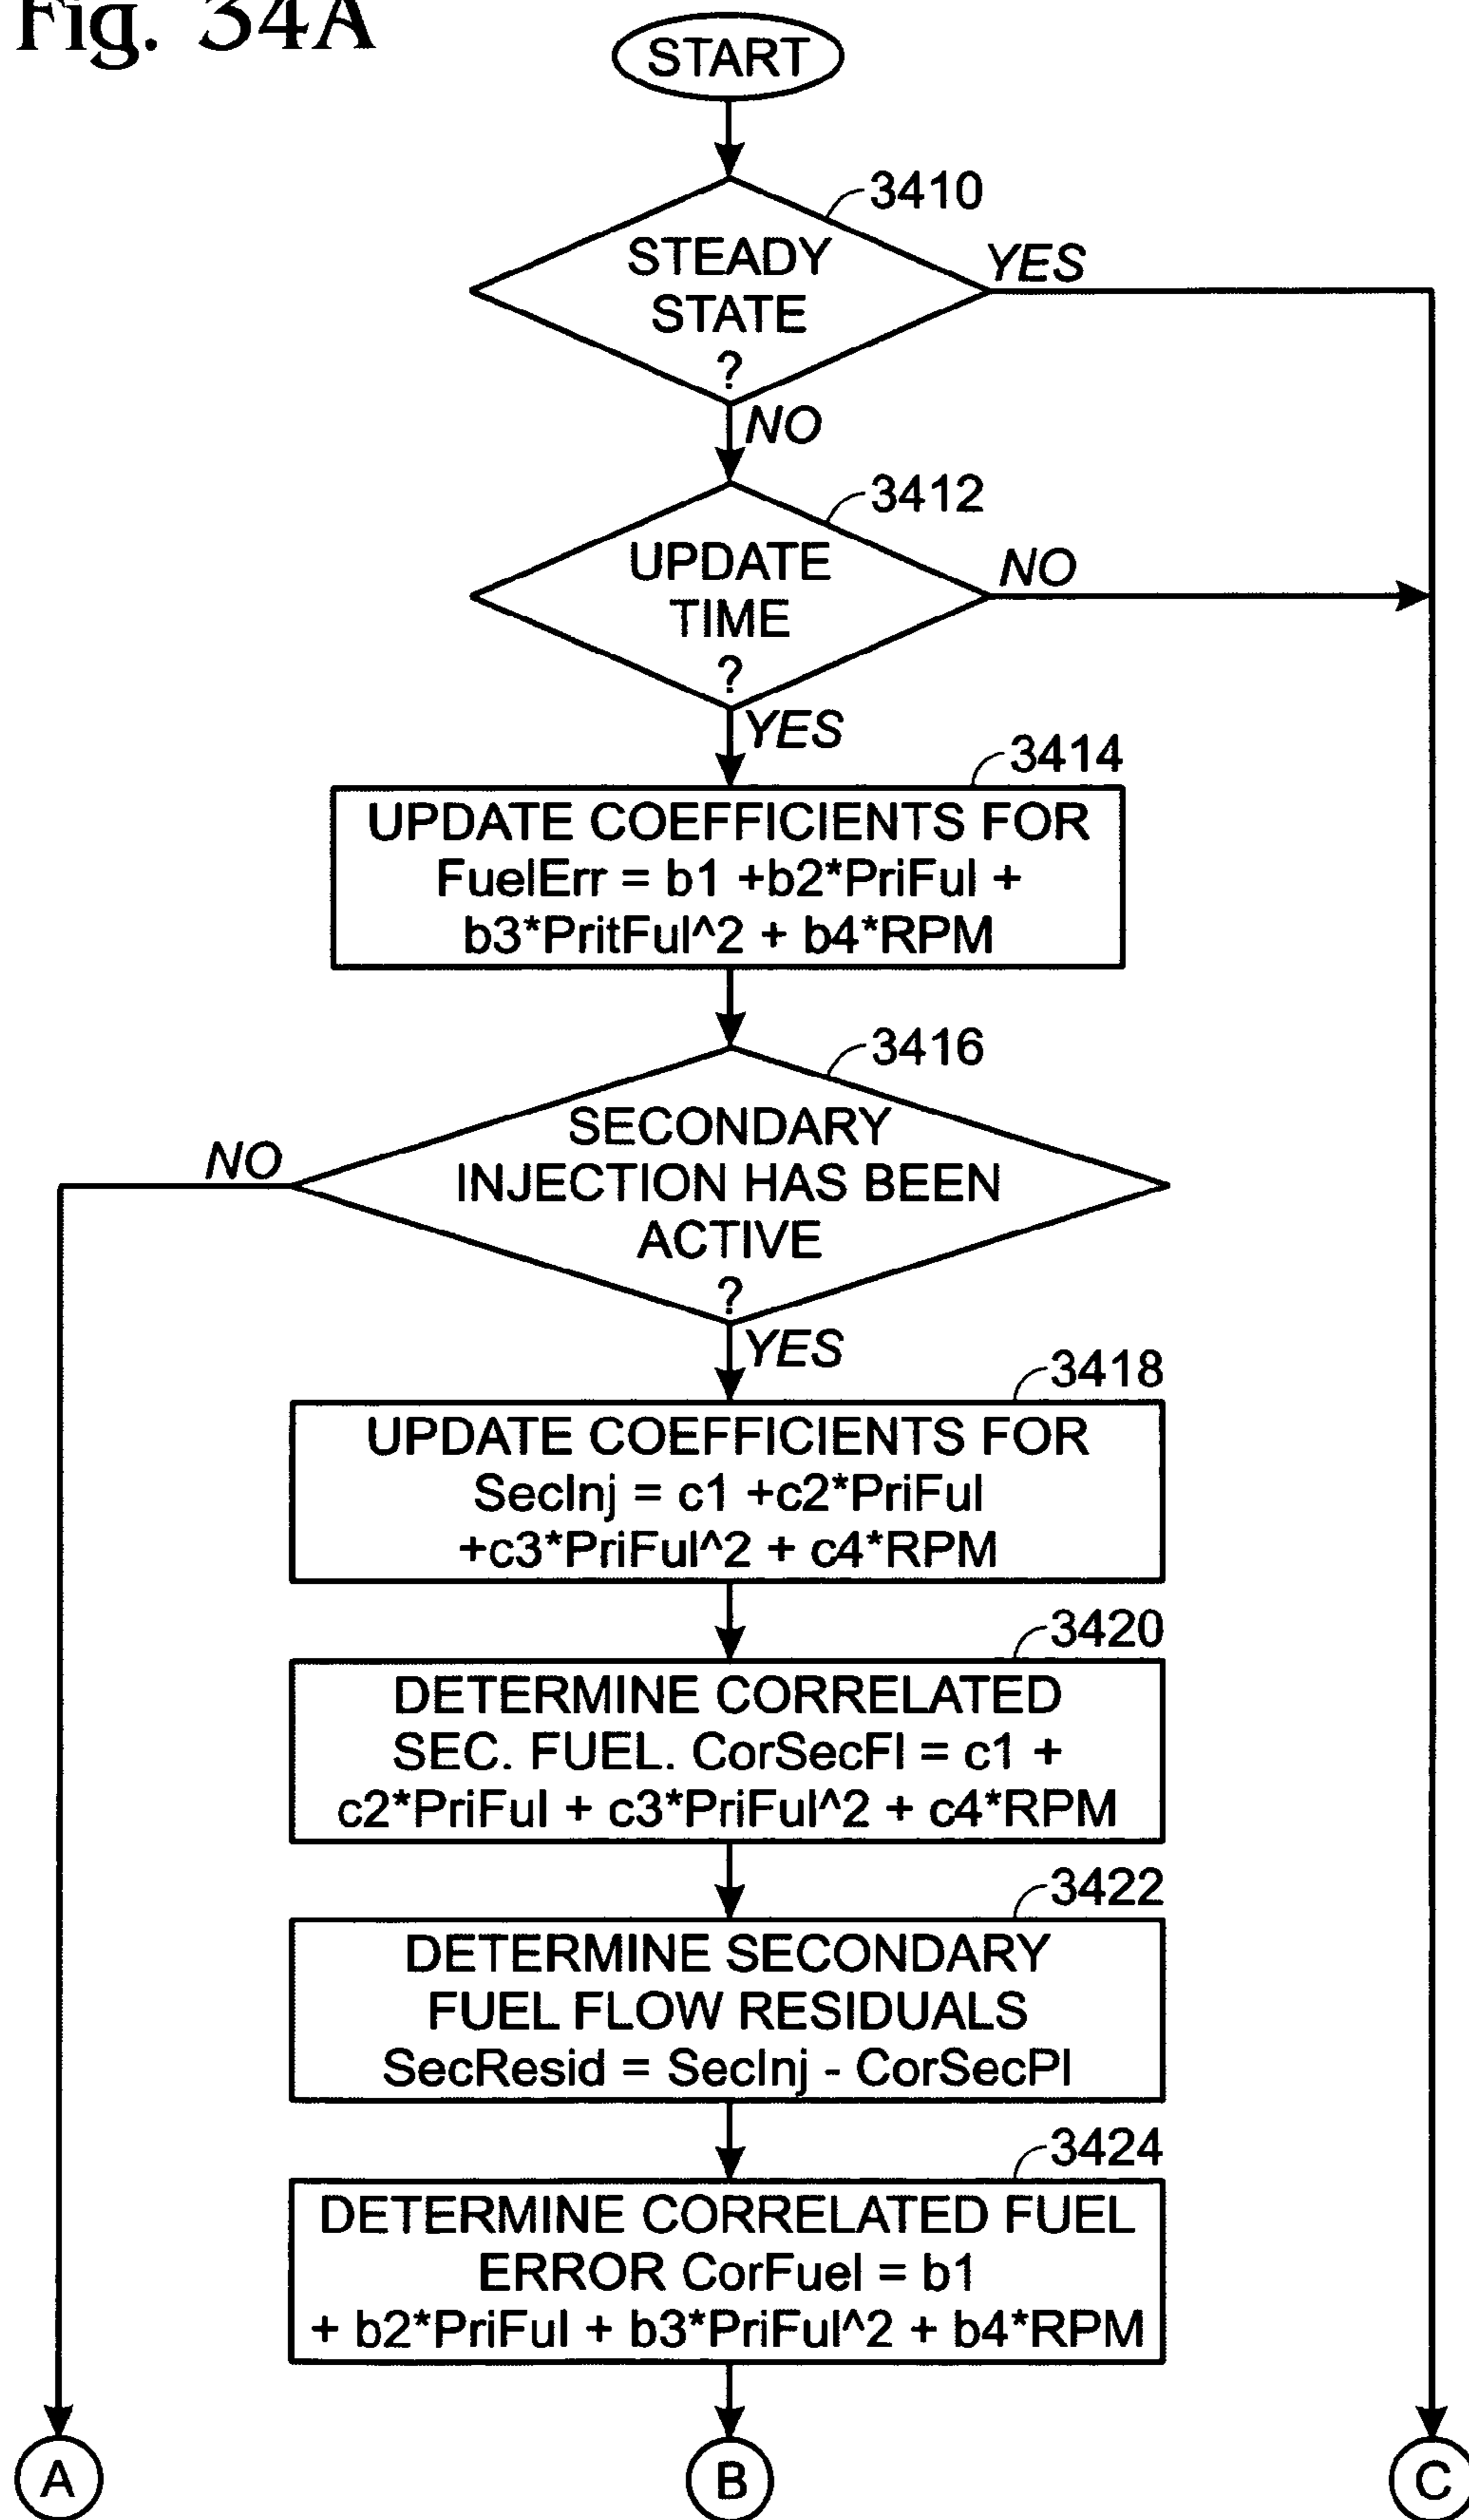 Fig. 34A
START
3410
STEADY
STATE
?
YES
NO
3412
UPDATE
TIME
?
NO
YES
3414
UPDATE COEFFICIENTS FOR
FuelErr = b1 +b2*PriFul +
b3*PritFul^2 + b4*RPM
3416
SECONDARY
INJECTION HAS BEEN
ACTIVE
?
NO
YES
3418
UPDATE COEFFICIENTS FOR
SecInj = c1 +c2*PriFul
+c3*PriFul^2 + c4*RPM
3420
DETERMINE CORRELATED
SEC. FUEL. CorSecFl = c1 +
c2*PriFul + c3*PriFul^2 + c4*RPM
3422
DETERMINE SECONDARY
FUEL FLOW RESIDUALS
SecResid = SecInj - CorSecPl
3424
DETERMINE CORRELATED FUEL
ERROR CorFuel = b1
+ b2*PriFul + b3*PriFul^2 + b4*RPM
A
B
C